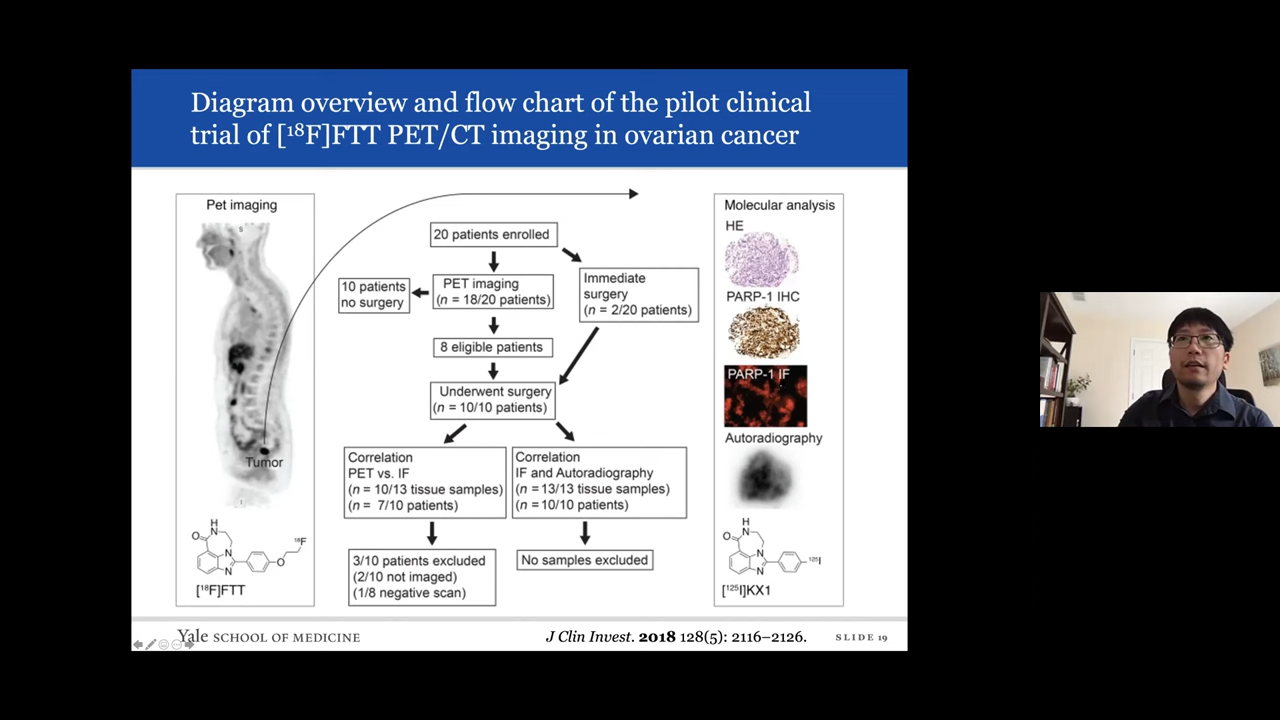 Diagram overview and flow chart of the pilot clinical
trial of [¹⁸F]FTT PET/CT imaging in ovarian cancer
Pet imaging
Tumor
H
N
O
N
N
O
¹⁸F
[¹⁸F]FTT
20 patients enrolled
10 patients
no surgery
PET imaging
(n = 18/20 patients)
Immediate
surgery
(n = 2/20 patients)
8 eligible patients
Underwent surgery
(n = 10/10 patients)
Correlation
PET vs. IF
(n = 10/13 tissue samples)
(n = 7/10 patients)
Correlation
IF and Autoradiography
(n = 13/13 tissue samples)
(n = 10/10 patients)
3/10 patients excluded
(2/10 not imaged)
(1/8 negative scan)
No samples excluded
Molecular analysis
HE
PARP-1 IHC
PARP-1 IF
Autoradiography
H
N
O
N
N
¹²⁵I
[¹²⁵I]KX1
Yale SCHOOL OF MEDICINE
J Clin Invest. 2018 128(5): 2116–2126.
SLIDE 19